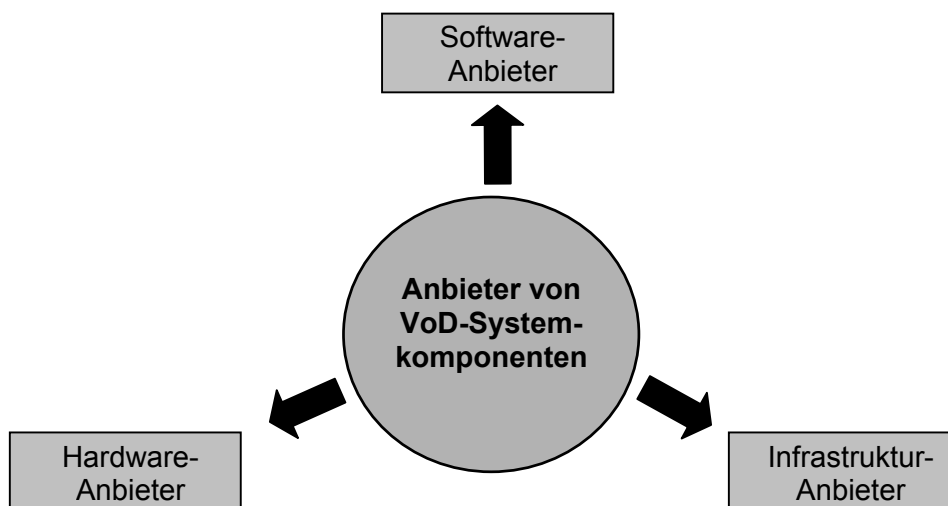 Software-
Anbieter
Anbieter von
VoD-System-
komponenten
Hardware-
Anbieter
Infrastruktur-
Anbieter